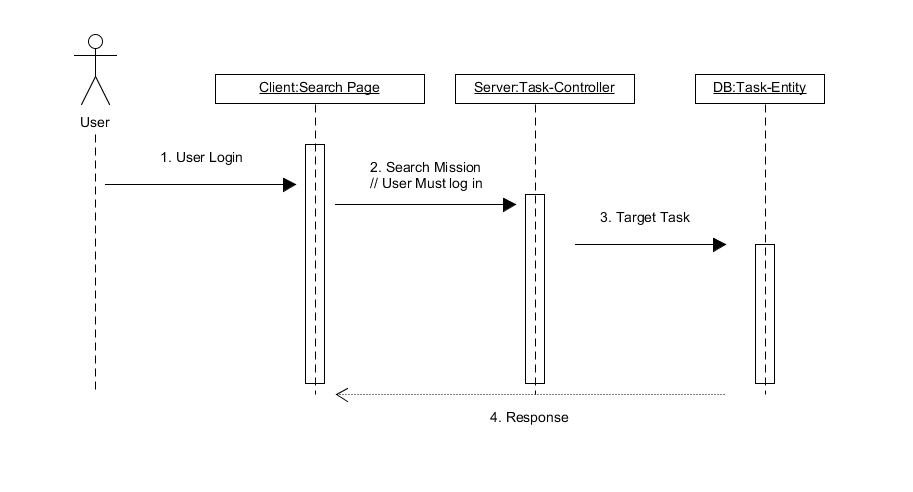 User
Client:Search Page
Server:Task-Controller
DB:Task-Entity
1. User Login
2. Search Mission
// User Must log in
3. Target Task
4. Response